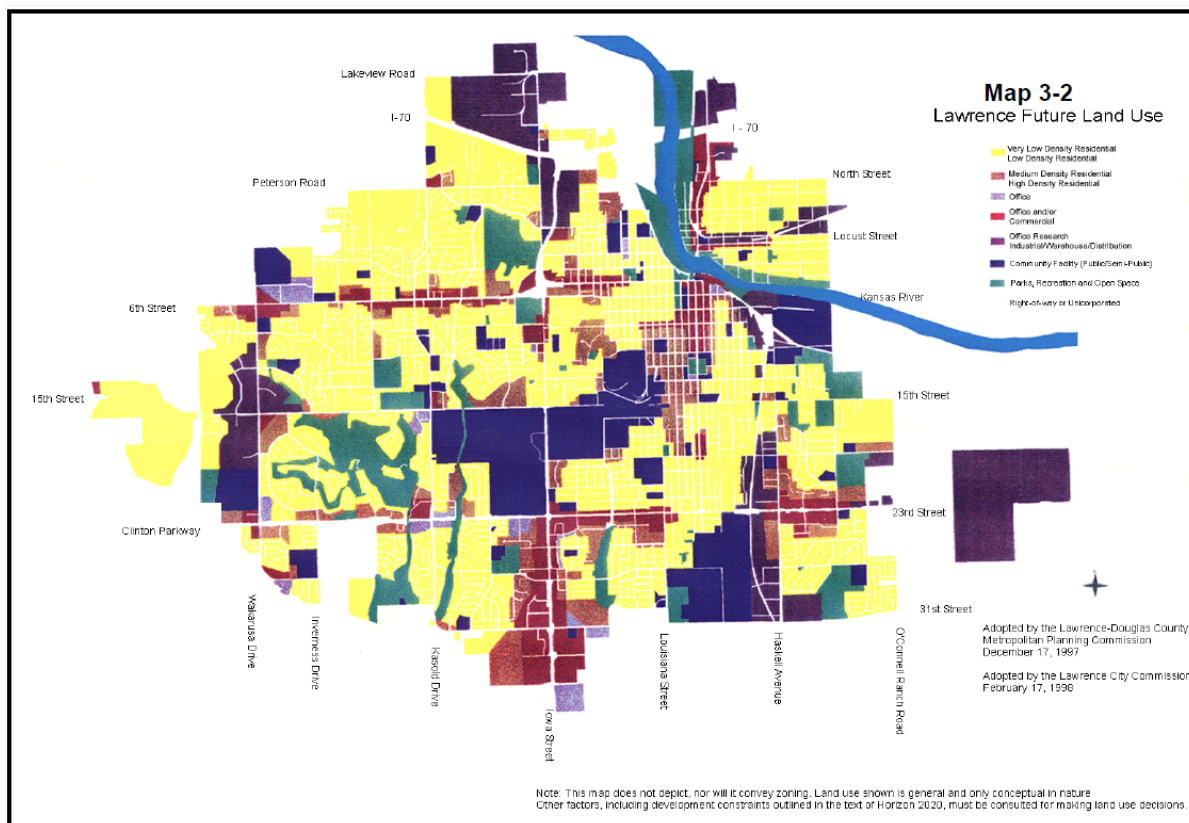 Map 3-2
Lawrence Future Land Use
Lakeview Road
I-70
I - 70
Peterson Road
North Street
Locust Street
Kansas River
6th Street
15th Street
15th Street
Clinton Parkway
23rd Street
31st Street
Wakarusa Drive
Inverness Drive
Kasold Drive
Iowa Street
Louisiana Street
Haskell Avenue
O'Connell Ranch Road
Very Low Density Residential
Low Density Residential
Medium Density Residential
High Density Residential
Office
Office and/or
Commercial
Office Research
Industrial/Warehouse/Distribution
Community Facility (Public/Semi-Public)
Parks, Recreation and Open Space
Right-of-way or Unicorporated
Adopted by the Lawrence-Douglas County
Metropolitan Planning Commission
December 17, 1997
Adopted by the Lawrence City Commission
February 17, 1998
Note: This map does not depict, nor will it convey zoning. Land use shown is general and only conceptual in nature
Other factors, including development constraints outlined in the text of Horizon 2020, must be consulted for making land use decisions.